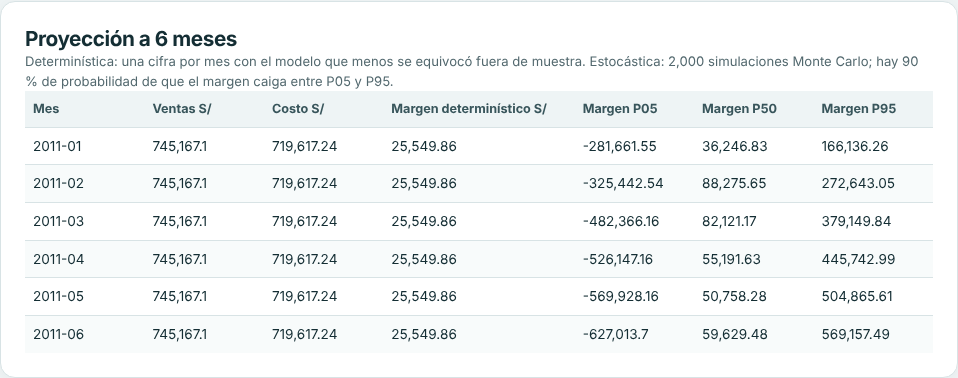 Proyección a 6 meses
Determinística: una cifra por mes con el modelo que menos se equivocó fuera de muestra. Estocástica: 2,000 simulaciones Monte Carlo; hay 90
% de probabilidad de que el margen caiga entre P05 y P95.
Mes Ventas S/ Costo S/ Margen determinístico S/ Margen P05 Margen P50 Margen P95
2011-01 745,167.1 719,617.24 25,549.86 -281,661.55 36,246.83 166,136.26
2011-02 745,167.1 719,617.24 25,549.86 -325,442.54 88,275.65 272,643.05
2011-03 745,167.1 719,617.24 25,549.86 -482,366.16 82,121.17 379,149.84
2011-04 745,167.1 719,617.24 25,549.86 -526,147.16 55,191.63 445,742.99
2011-05 745,167.1 719,617.24 25,549.86 -569,928.16 50,758.28 504,865.61
2011-06 745,167.1 719,617.24 25,549.86 -627,013.7 59,629.48 569,157.49